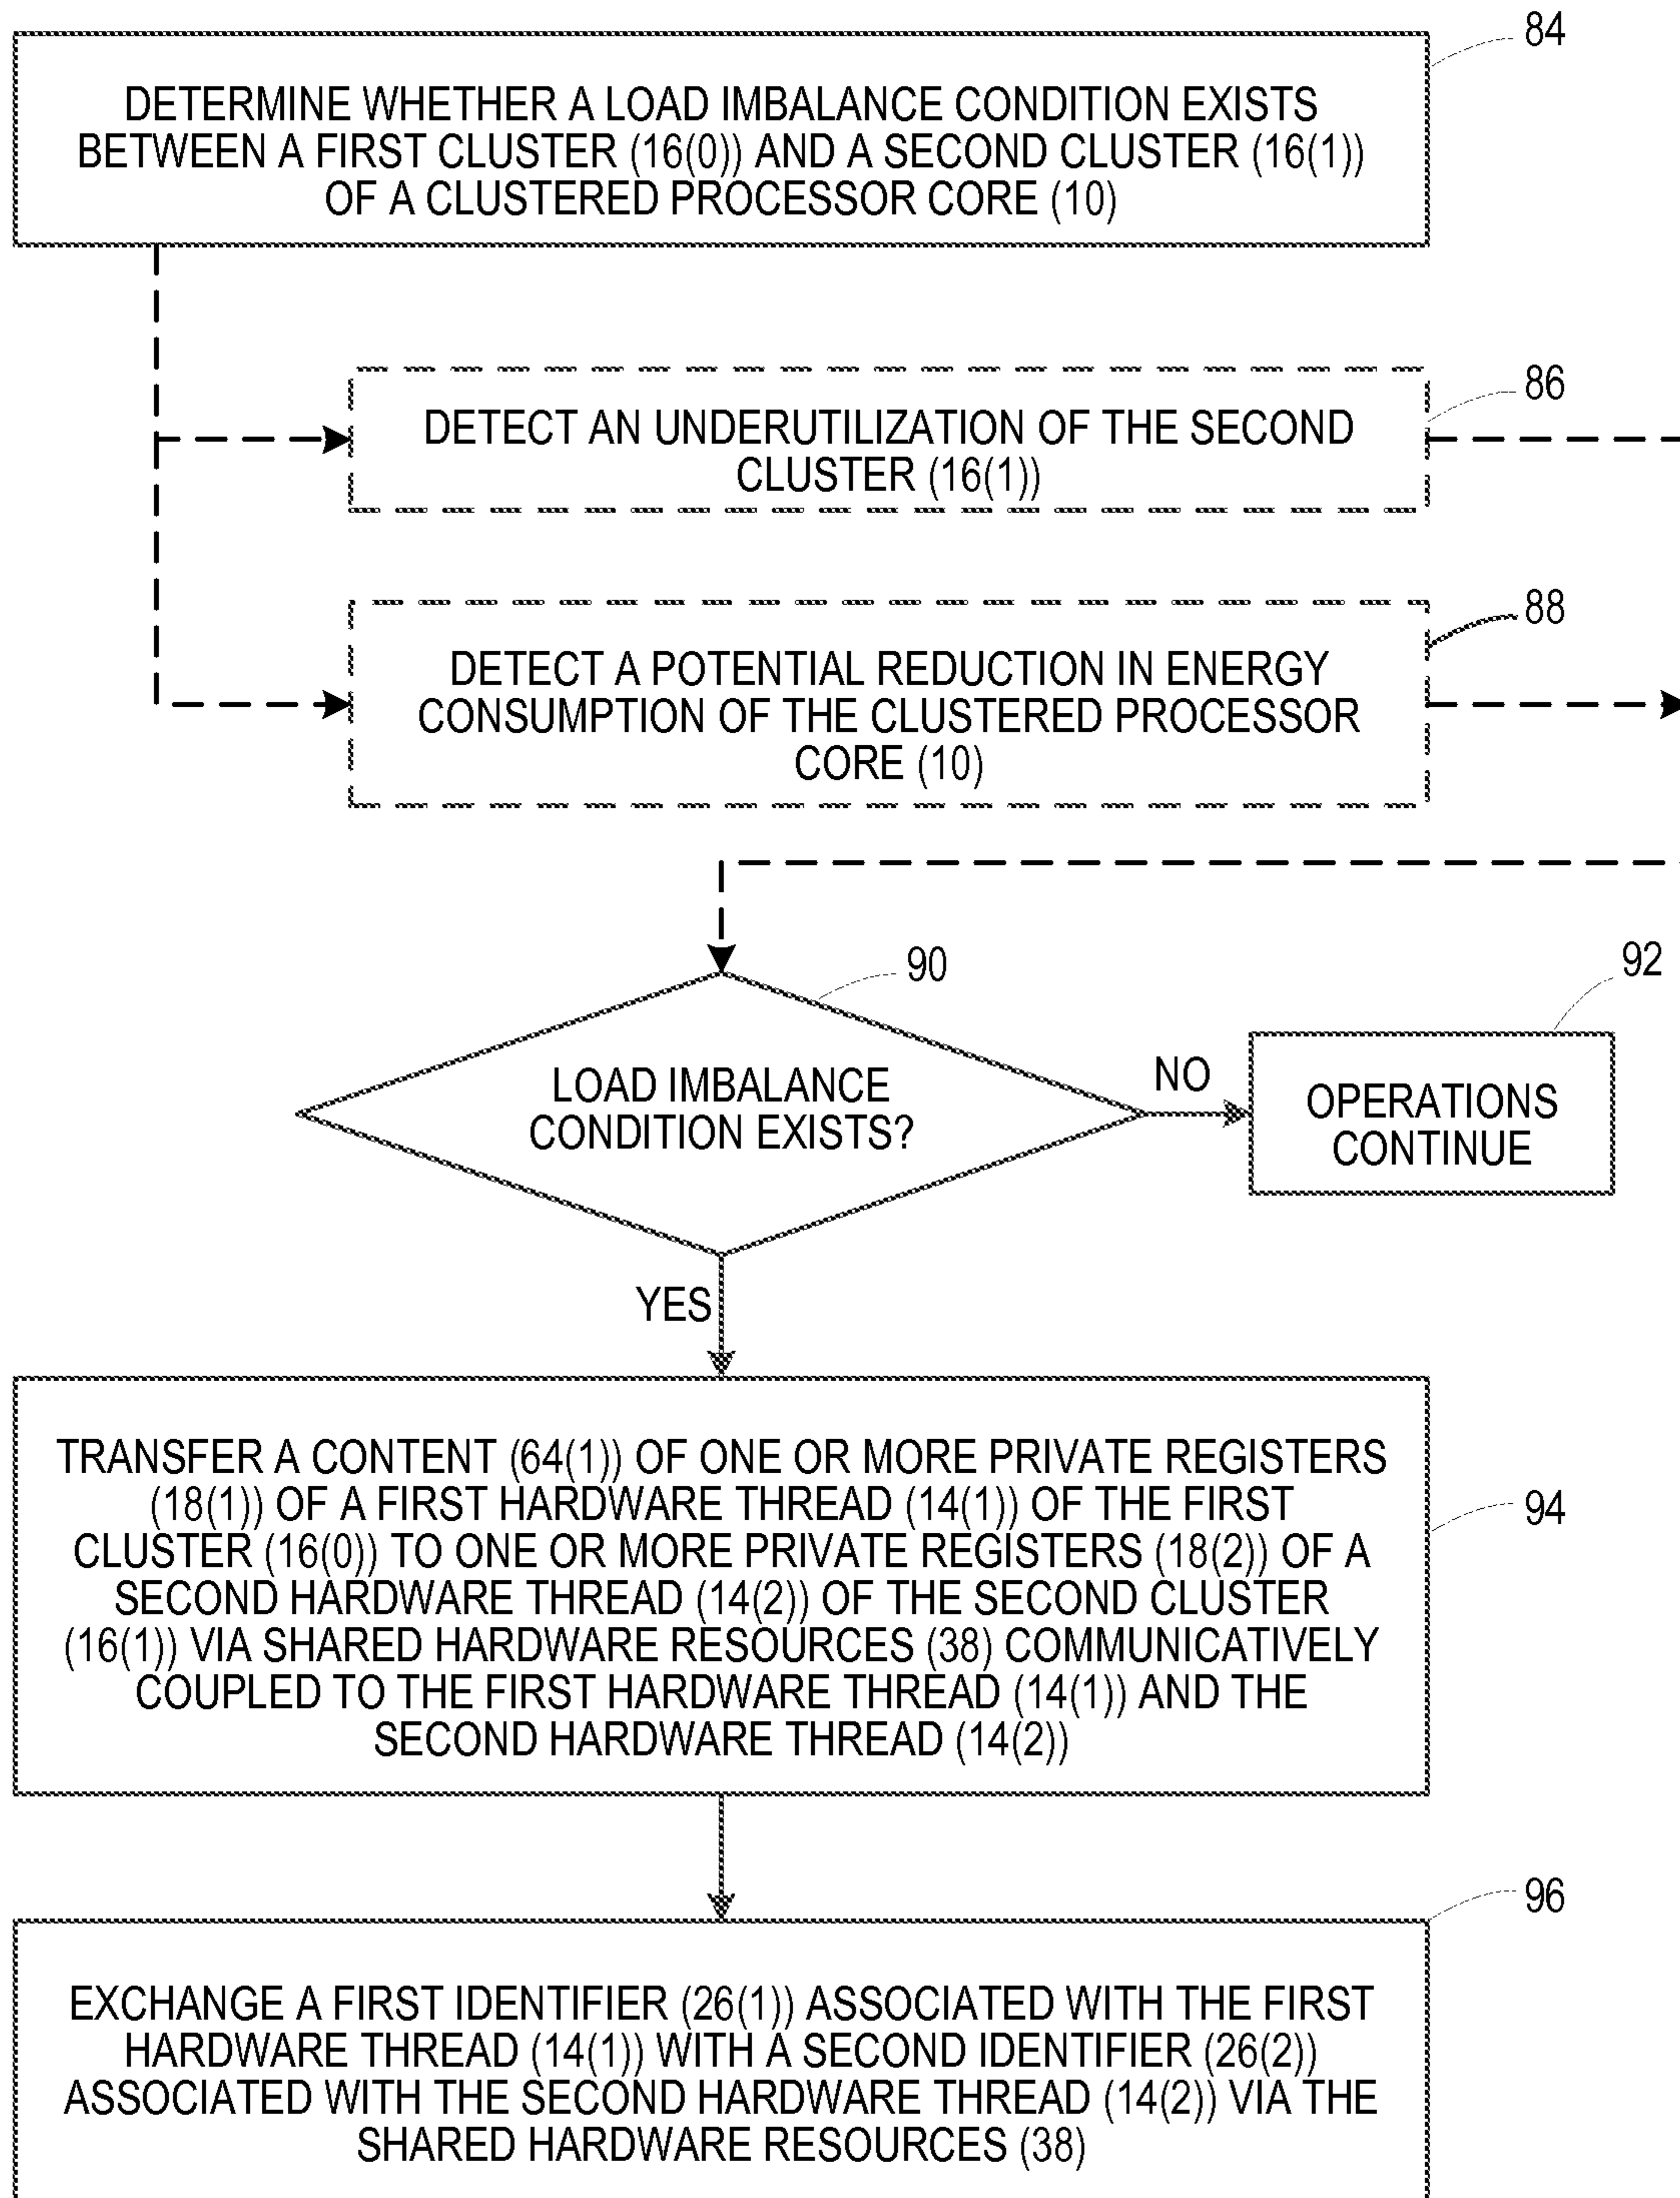 84
DETERMINE WHETHER A LOAD IMBALANCE CONDITION EXISTS
BETWEEN A FIRST CLUSTER (16(0)) AND A SECOND CLUSTER (16(1))
OF A CLUSTERED PROCESSOR CORE (10)
86
DETECT AN UNDERUTILIZATION OF THE SECOND
CLUSTER (16(1))
88
DETECT A POTENTIAL REDUCTION IN ENERGY
CONSUMPTION OF THE CLUSTERED PROCESSOR
CORE (10)
90
LOAD IMBALANCE
CONDITION EXISTS?
NO
92
OPERATIONS
CONTINUE
YES
94
TRANSFER A CONTENT (64(1)) OF ONE OR MORE PRIVATE REGISTERS
(18(1)) OF A FIRST HARDWARE THREAD (14(1)) OF THE FIRST
CLUSTER (16(0)) TO ONE OR MORE PRIVATE REGISTERS (18(2)) OF A
SECOND HARDWARE THREAD (14(2)) OF THE SECOND CLUSTER
(16(1)) VIA SHARED HARDWARE RESOURCES (38) COMMUNICATIVELY
COUPLED TO THE FIRST HARDWARE THREAD (14(1)) AND THE
SECOND HARDWARE THREAD (14(2))
96
EXCHANGE A FIRST IDENTIFIER (26(1)) ASSOCIATED WITH THE FIRST
HARDWARE THREAD (14(1)) WITH A SECOND IDENTIFIER (26(2))
ASSOCIATED WITH THE SECOND HARDWARE THREAD (14(2)) VIA THE
SHARED HARDWARE RESOURCES (38)